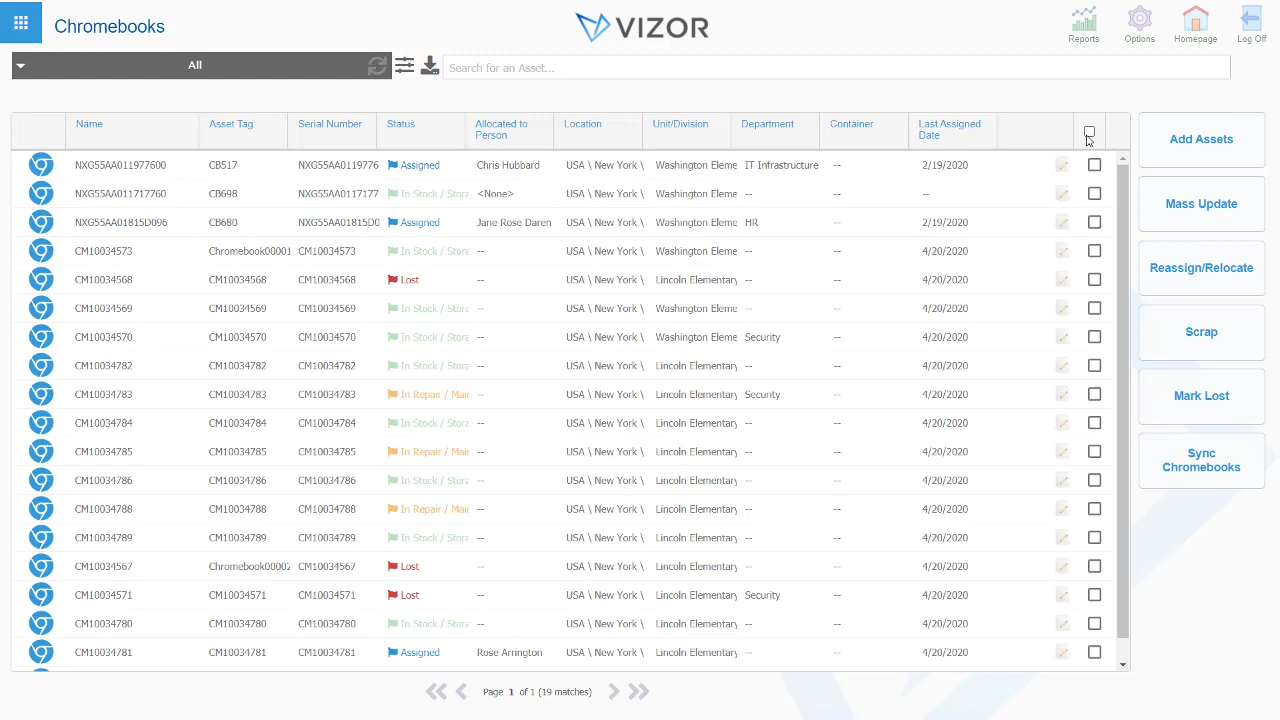 Chromebooks
VIZOR
Reports Options Homepage Log Off
All
Search for an Asset...
Name Asset Tag Serial Number Status Allocated to Person Location Unit/Division Department Container Last Assigned Date
NXG55AA011977600 CB517 NXG55AA0119776 Assigned Chris Hubbard USA \ New York \ Washington Eleme IT Infrastructure -- 2/19/2020
NXG55AA011717760 CB698 NXG55AA0117177 In Stock / Stora <None> USA \ New York \ Washington Eleme -- -- --
NXG55AA01815D096 CB680 NXG55AA01815D0 Assigned Jane Rose Daren USA \ New York \ Washington Eleme HR -- 2/19/2020
CM10034573 Chromebook00001 CM10034573 In Stock / Stora -- USA \ New York \ Washington Eleme -- -- 4/20/2020
CM10034568 CM10034568 CM10034568 Lost -- USA \ New York \ Lincoln Elementary -- -- 4/20/2020
CM10034569 CM10034569 CM10034569 In Stock / Stora -- USA \ New York \ Washington Eleme -- -- 4/20/2020
CM10034570 CM10034570 CM10034570 In Stock / Stora -- USA \ New York \ Washington Eleme Security -- 4/20/2020
CM10034782 CM10034782 CM10034782 In Stock / Stora -- USA \ New York \ Lincoln Elementary -- -- 4/20/2020
CM10034783 CM10034783 CM10034783 In Repair / Mai -- USA \ New York \ Lincoln Elementary Security -- 4/20/2020
CM10034784 CM10034784 CM10034784 In Stock / Stora -- USA \ New York \ Lincoln Elementary -- -- 4/20/2020
CM10034785 CM10034785 CM10034785 In Repair / Mai -- USA \ New York \ Lincoln Elementary -- -- 4/20/2020
CM10034786 CM10034786 CM10034786 In Stock / Stora -- USA \ New York \ Lincoln Elementary -- -- 4/20/2020
CM10034788 CM10034788 CM10034788 In Repair / Mai -- USA \ New York \ Lincoln Elementary -- -- 4/20/2020
CM10034789 CM10034789 CM10034789 In Stock / Stora -- USA \ New York \ Lincoln Elementary -- -- 4/20/2020
CM10034567 Chromebook00002 CM10034567 Lost -- USA \ New York \ Lincoln Elementary -- -- 4/20/2020
CM10034571 CM10034571 CM10034571 Lost -- USA \ New York \ Lincoln Elementary Security -- 4/20/2020
CM10034780 CM10034780 CM10034780 In Stock / Stora -- USA \ New York \ Lincoln Elementary -- -- 4/20/2020
CM10034781 CM10034781 CM10034781 Assigned Rose Arrington USA \ New York \ Lincoln Elementary -- -- 4/20/2020
Page 1 of 1 (19 matches)
Add Assets
Mass Update
Reassign/Relocate
Scrap
Mark Lost
Sync
Chromebooks